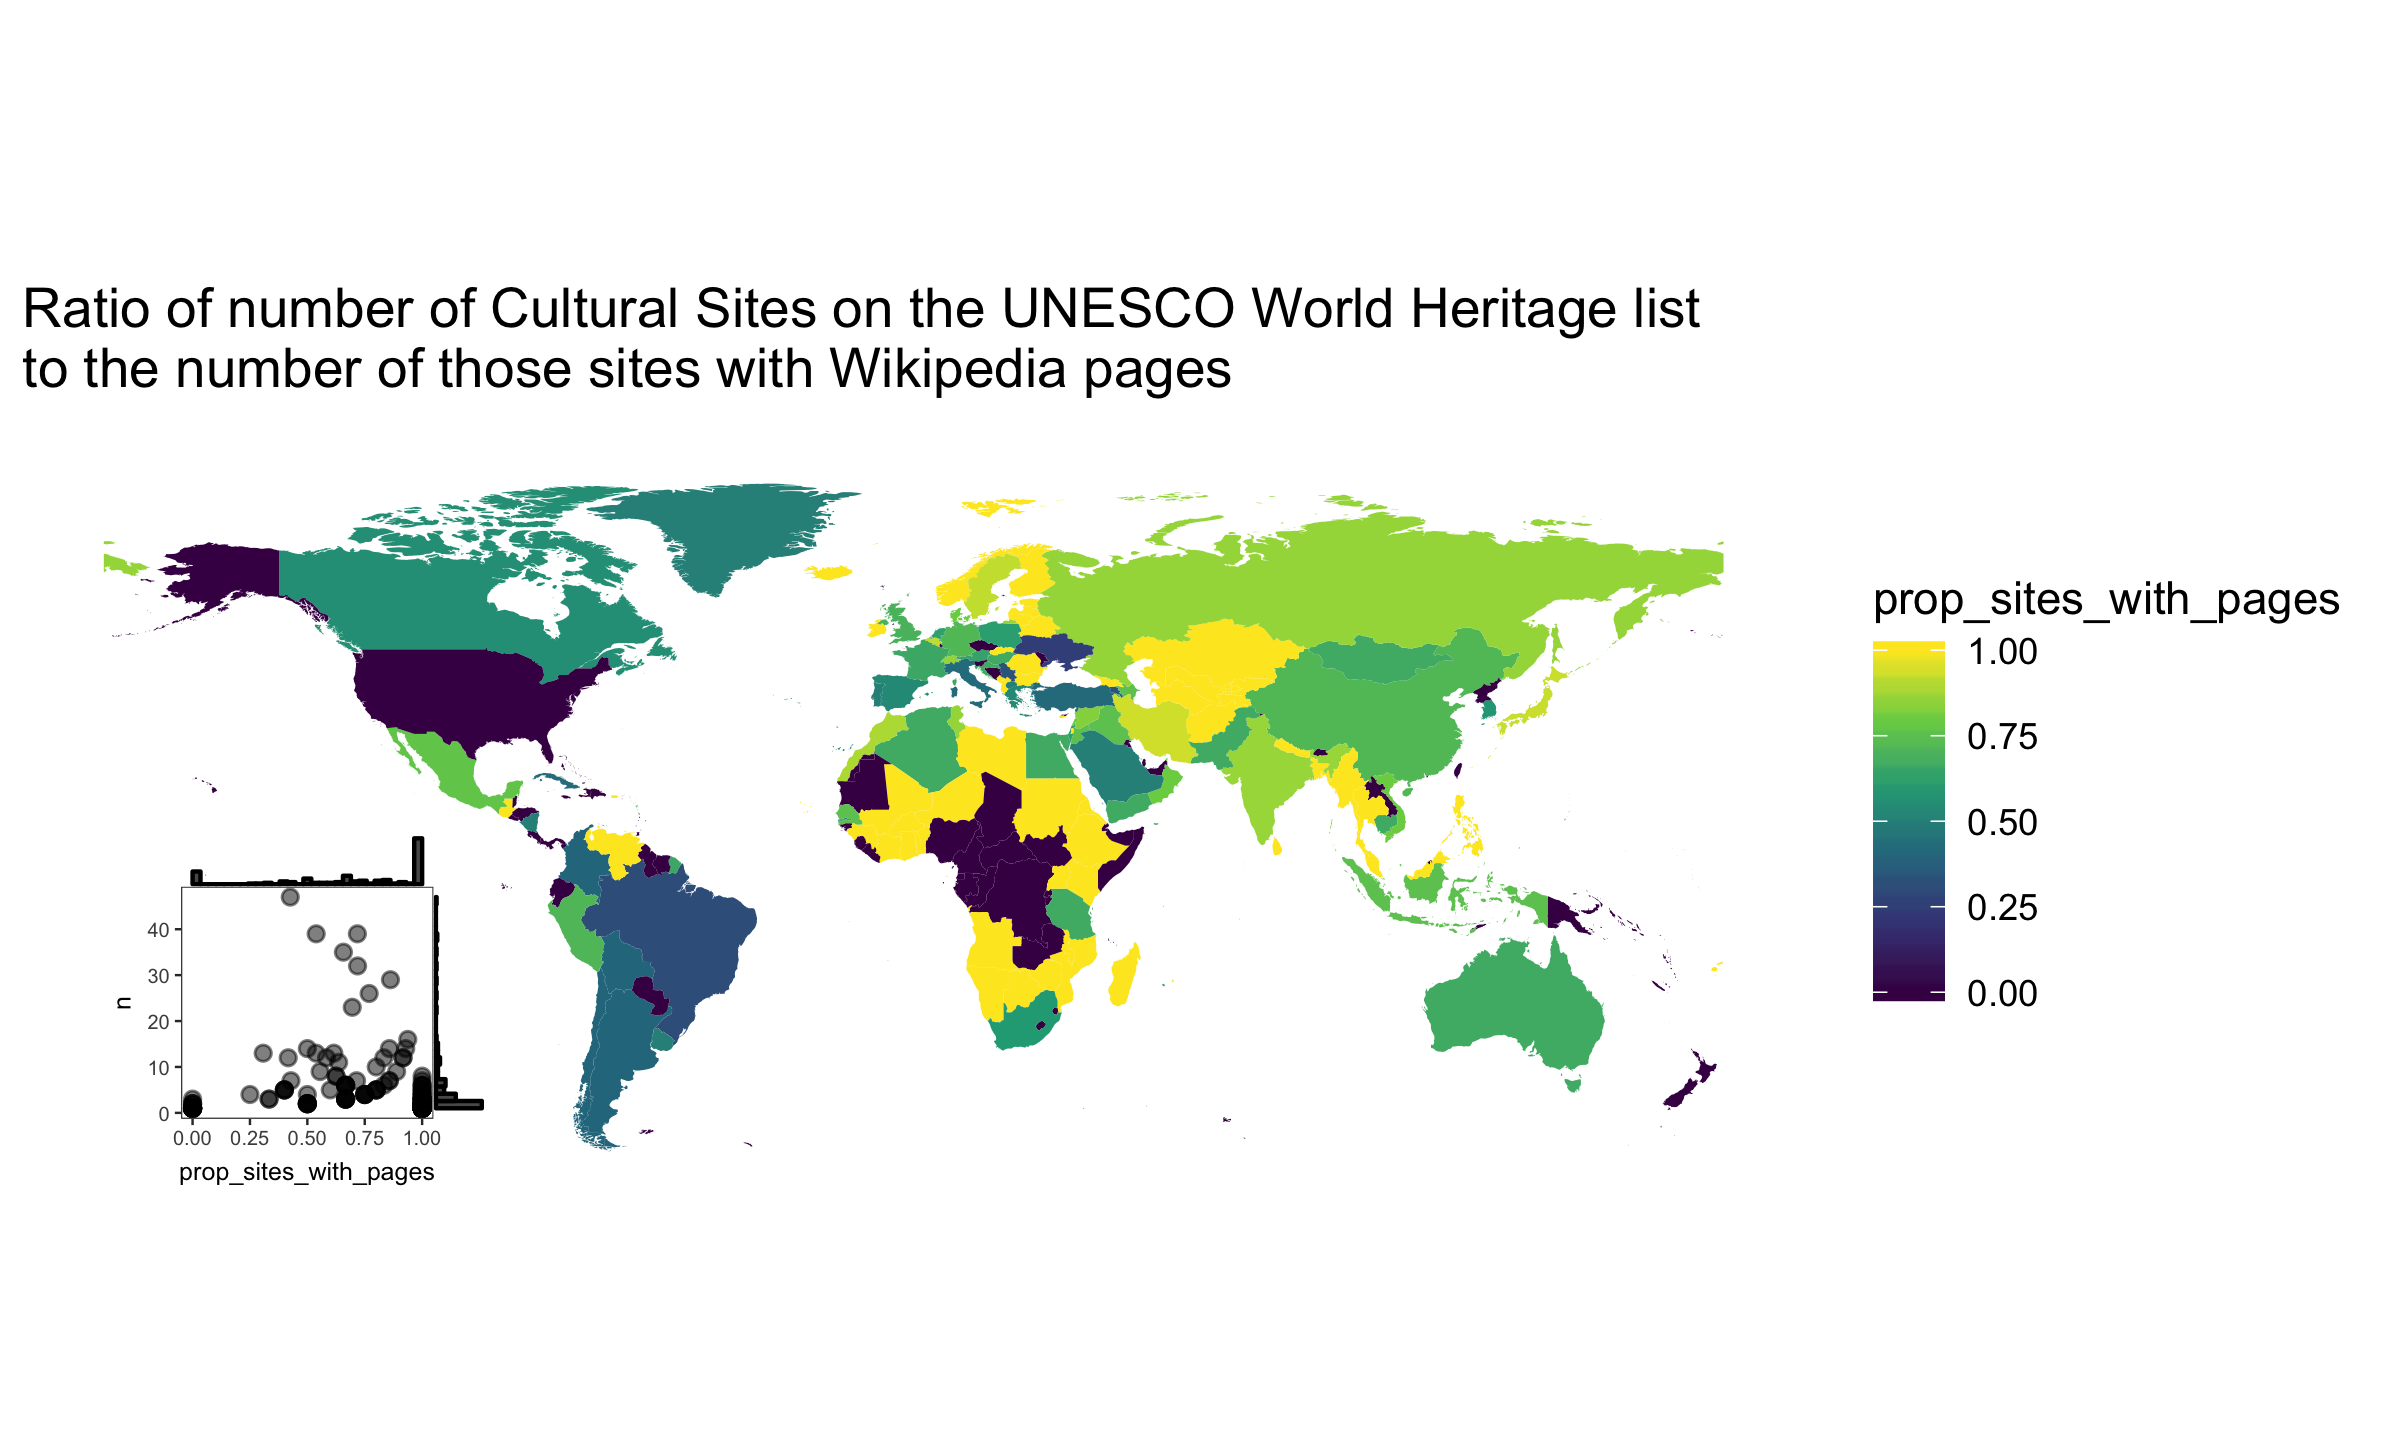 Ratio of number of Cultural Sites on the UNESCO World Heritage list
to the number of those sites with Wikipedia pages
prop_sites_with_pages
1.00
0.75
0.50
0.25
0.00
n
40
30
20
10
0
0.00 0.25 0.50 0.75 1.00
prop_sites_with_pages